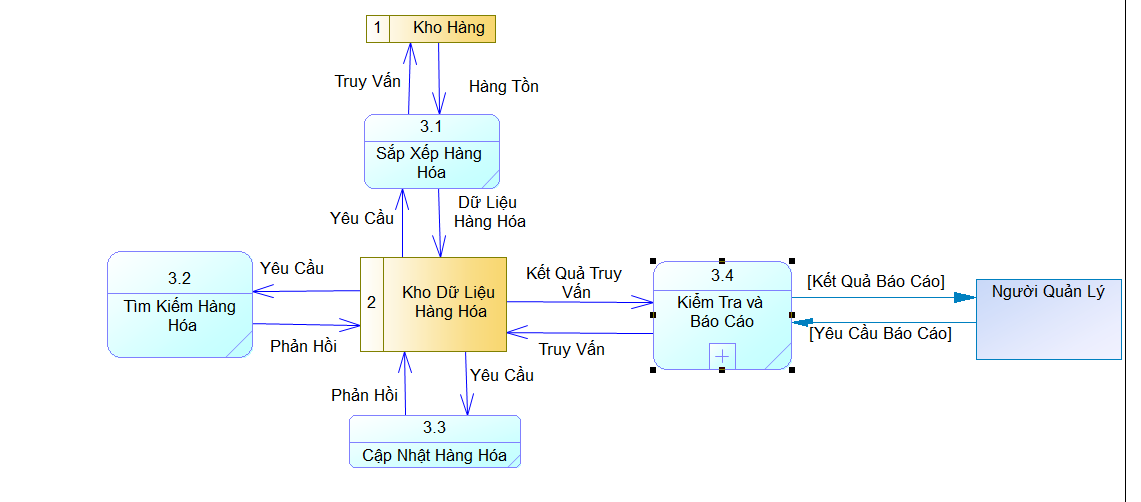 1
Kho Hàng
Truy Vấn
Hàng Tồn
3.1
Sắp Xếp Hàng
Hóa
Yêu Cầu
Dữ Liệu
Hàng Hóa
3.2
Tìm Kiếm Hàng
Hóa
Yêu Cầu
Phản Hồi
2
Kho Dữ Liệu
Hàng Hóa
Kết Quả Truy
Vấn
Truy Vấn
3.4
Kiểm Tra và
Báo Cáo
[Kết Quả Báo Cáo]
[Yêu Cầu Báo Cáo]
Người Quản Lý
Phản Hồi
Yêu Cầu
3.3
Cập Nhật Hàng Hóa